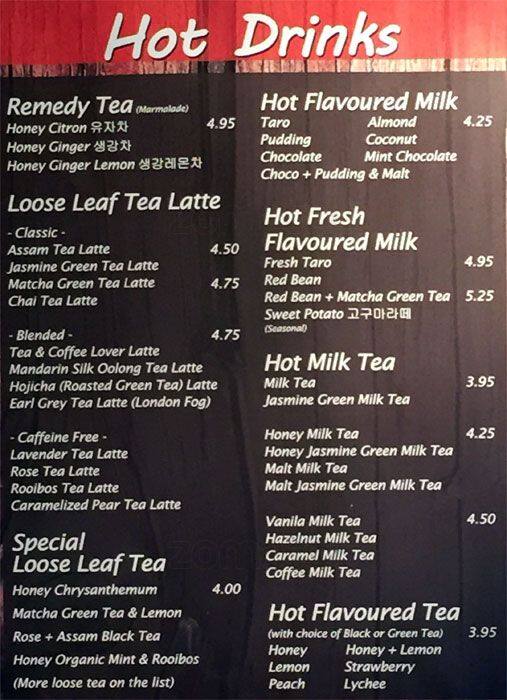 Hot Drinks
Remedy Tea (Marmalade)
Honey Citron 유자차 4.95
Honey Ginger 생강차
Honey Ginger Lemon 생강레몬차
Loose Leaf Tea Latte
- Classic -
Assam Tea Latte 4.50
Jasmine Green Tea Latte
Matcha Green Tea Latte 4.75
Chai Tea Latte
- Blended - 4.75
Tea & Coffee Lover Latte
Mandarin Silk Oolong Tea Latte
Hojicha (Roasted Green Tea) Latte
Earl Grey Tea Latte (London Fog)
- Caffeine Free -
Lavender Tea Latte
Rose Tea Latte
Rooibos Tea Latte
Caramelized Pear Tea Latte
Special
Loose Leaf Tea
Honey Chrysanthemum 4.00
Matcha Green Tea & Lemon
Rose + Assam Black Tea
Honey Organic Mint & Rooibos
(More loose tea on the list)
Hot Flavoured Milk
Taro Almond 4.25
Pudding Coconut
Chocolate Mint Chocolate
Choco + Pudding & Malt
Hot Fresh
Flavoured Milk
Fresh Taro 4.95
Red Bean
Red Bean + Matcha Green Tea 5.25
Sweet Potato 고구마라떼
(Seasonal)
Hot Milk Tea
Milk Tea 3.95
Jasmine Green Milk Tea
Honey Milk Tea 4.25
Honey Jasmine Green Milk Tea
Malt Milk Tea
Malt Jasmine Green Milk Tea
Vanila Milk Tea 4.50
Hazelnut Milk Tea
Caramel Milk Tea
Coffee Milk Tea
Hot Flavoured Tea
(with choice of Black or Green Tea) 3.95
Honey Honey + Lemon
Lemon Strawberry
Peach Lychee